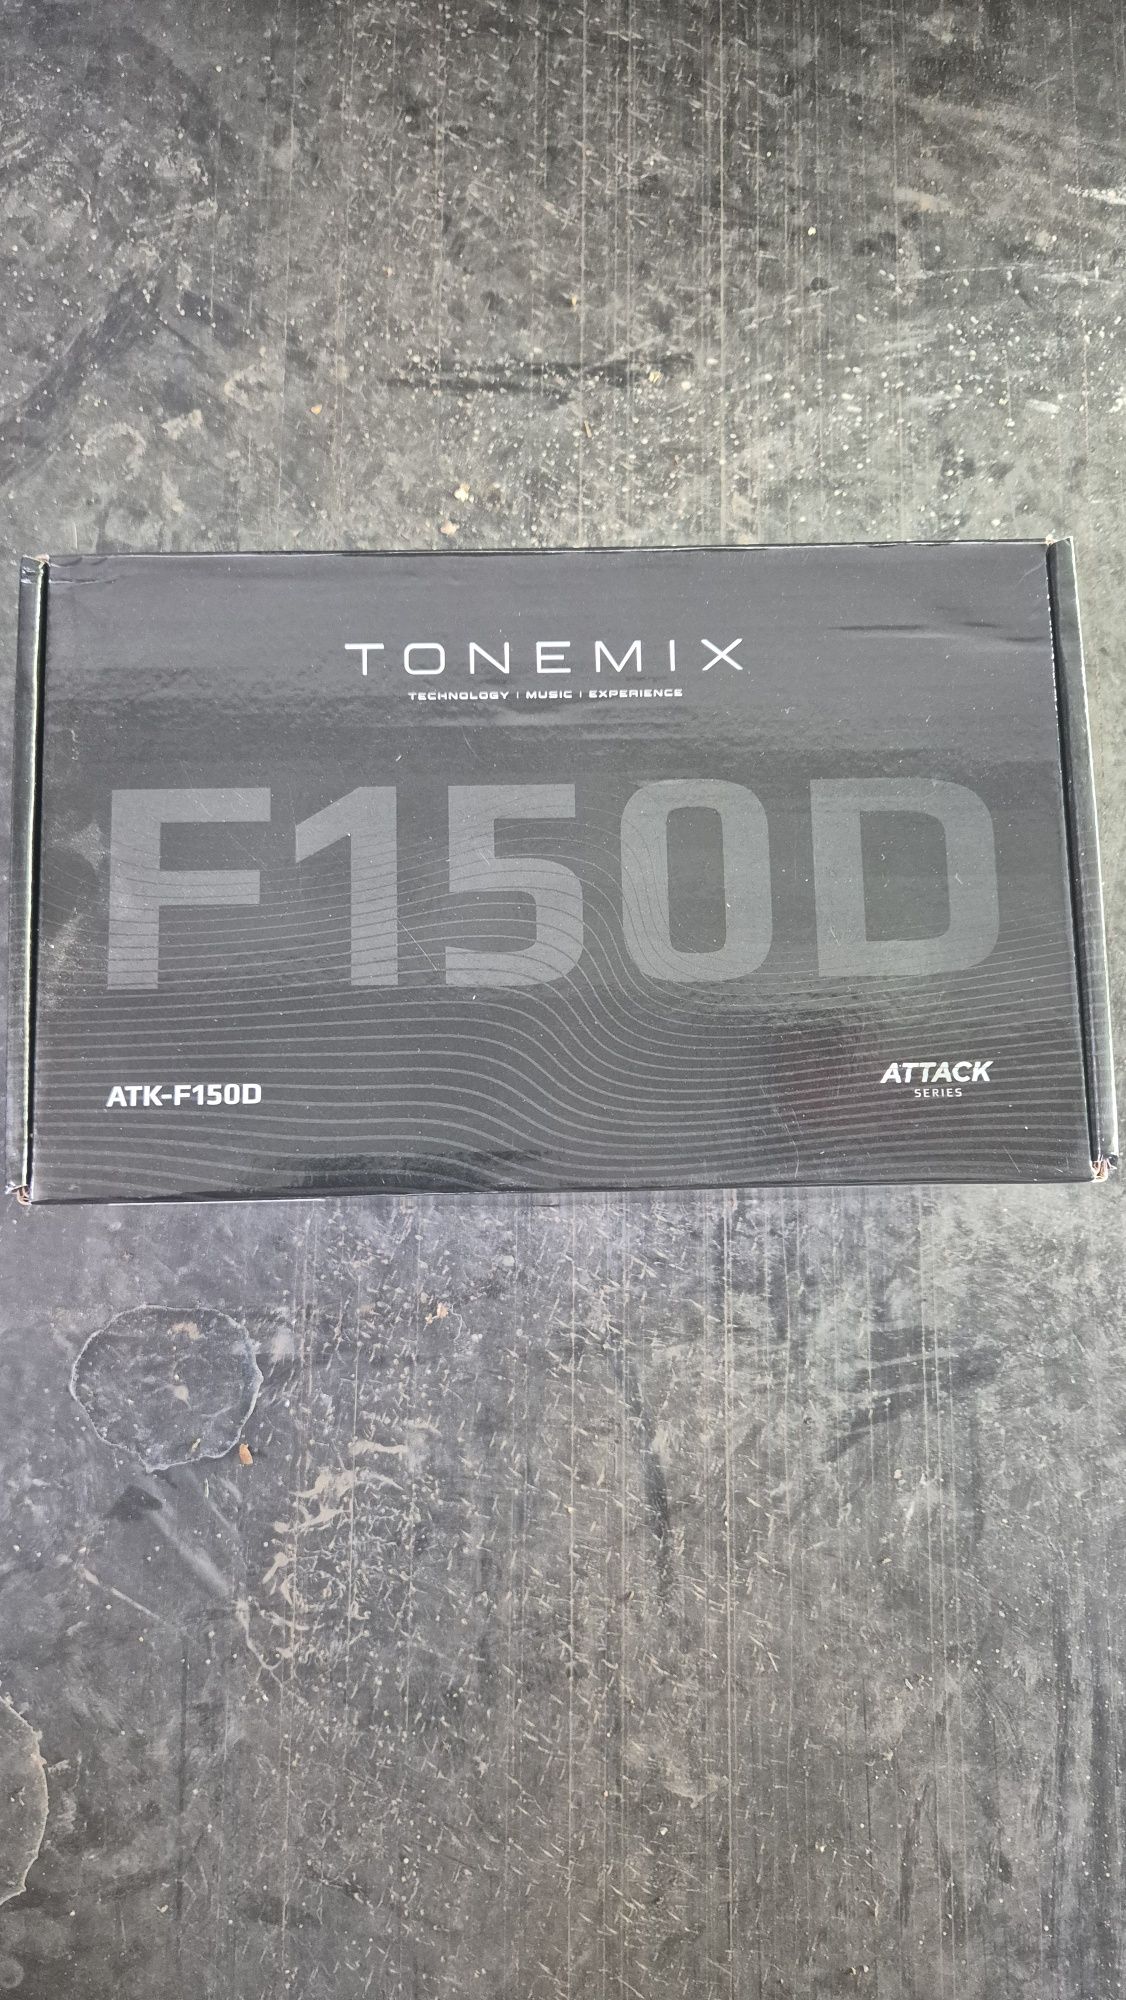 TONEMIX
TECHNOLOGY | MUSIC | EXPERIENCE
F150D
ATK-F150D
ATTACK
SERIES